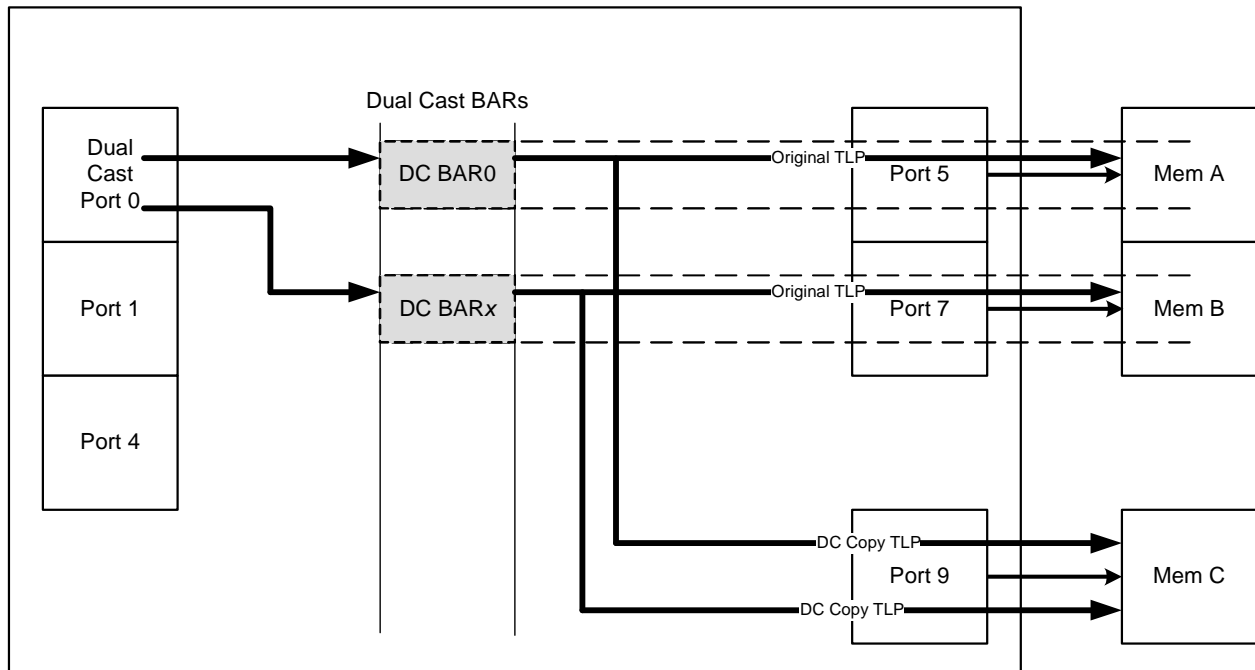 Dual Cast BARs
Dual
Cast
Port 0
DC BAR0
Original TLP
Port 5
Mem A
Port 1
DC BARx
Original TLP
Port 7
Mem B
Port 4
DC Copy TLP
Port 9
Mem C
DC Copy TLP